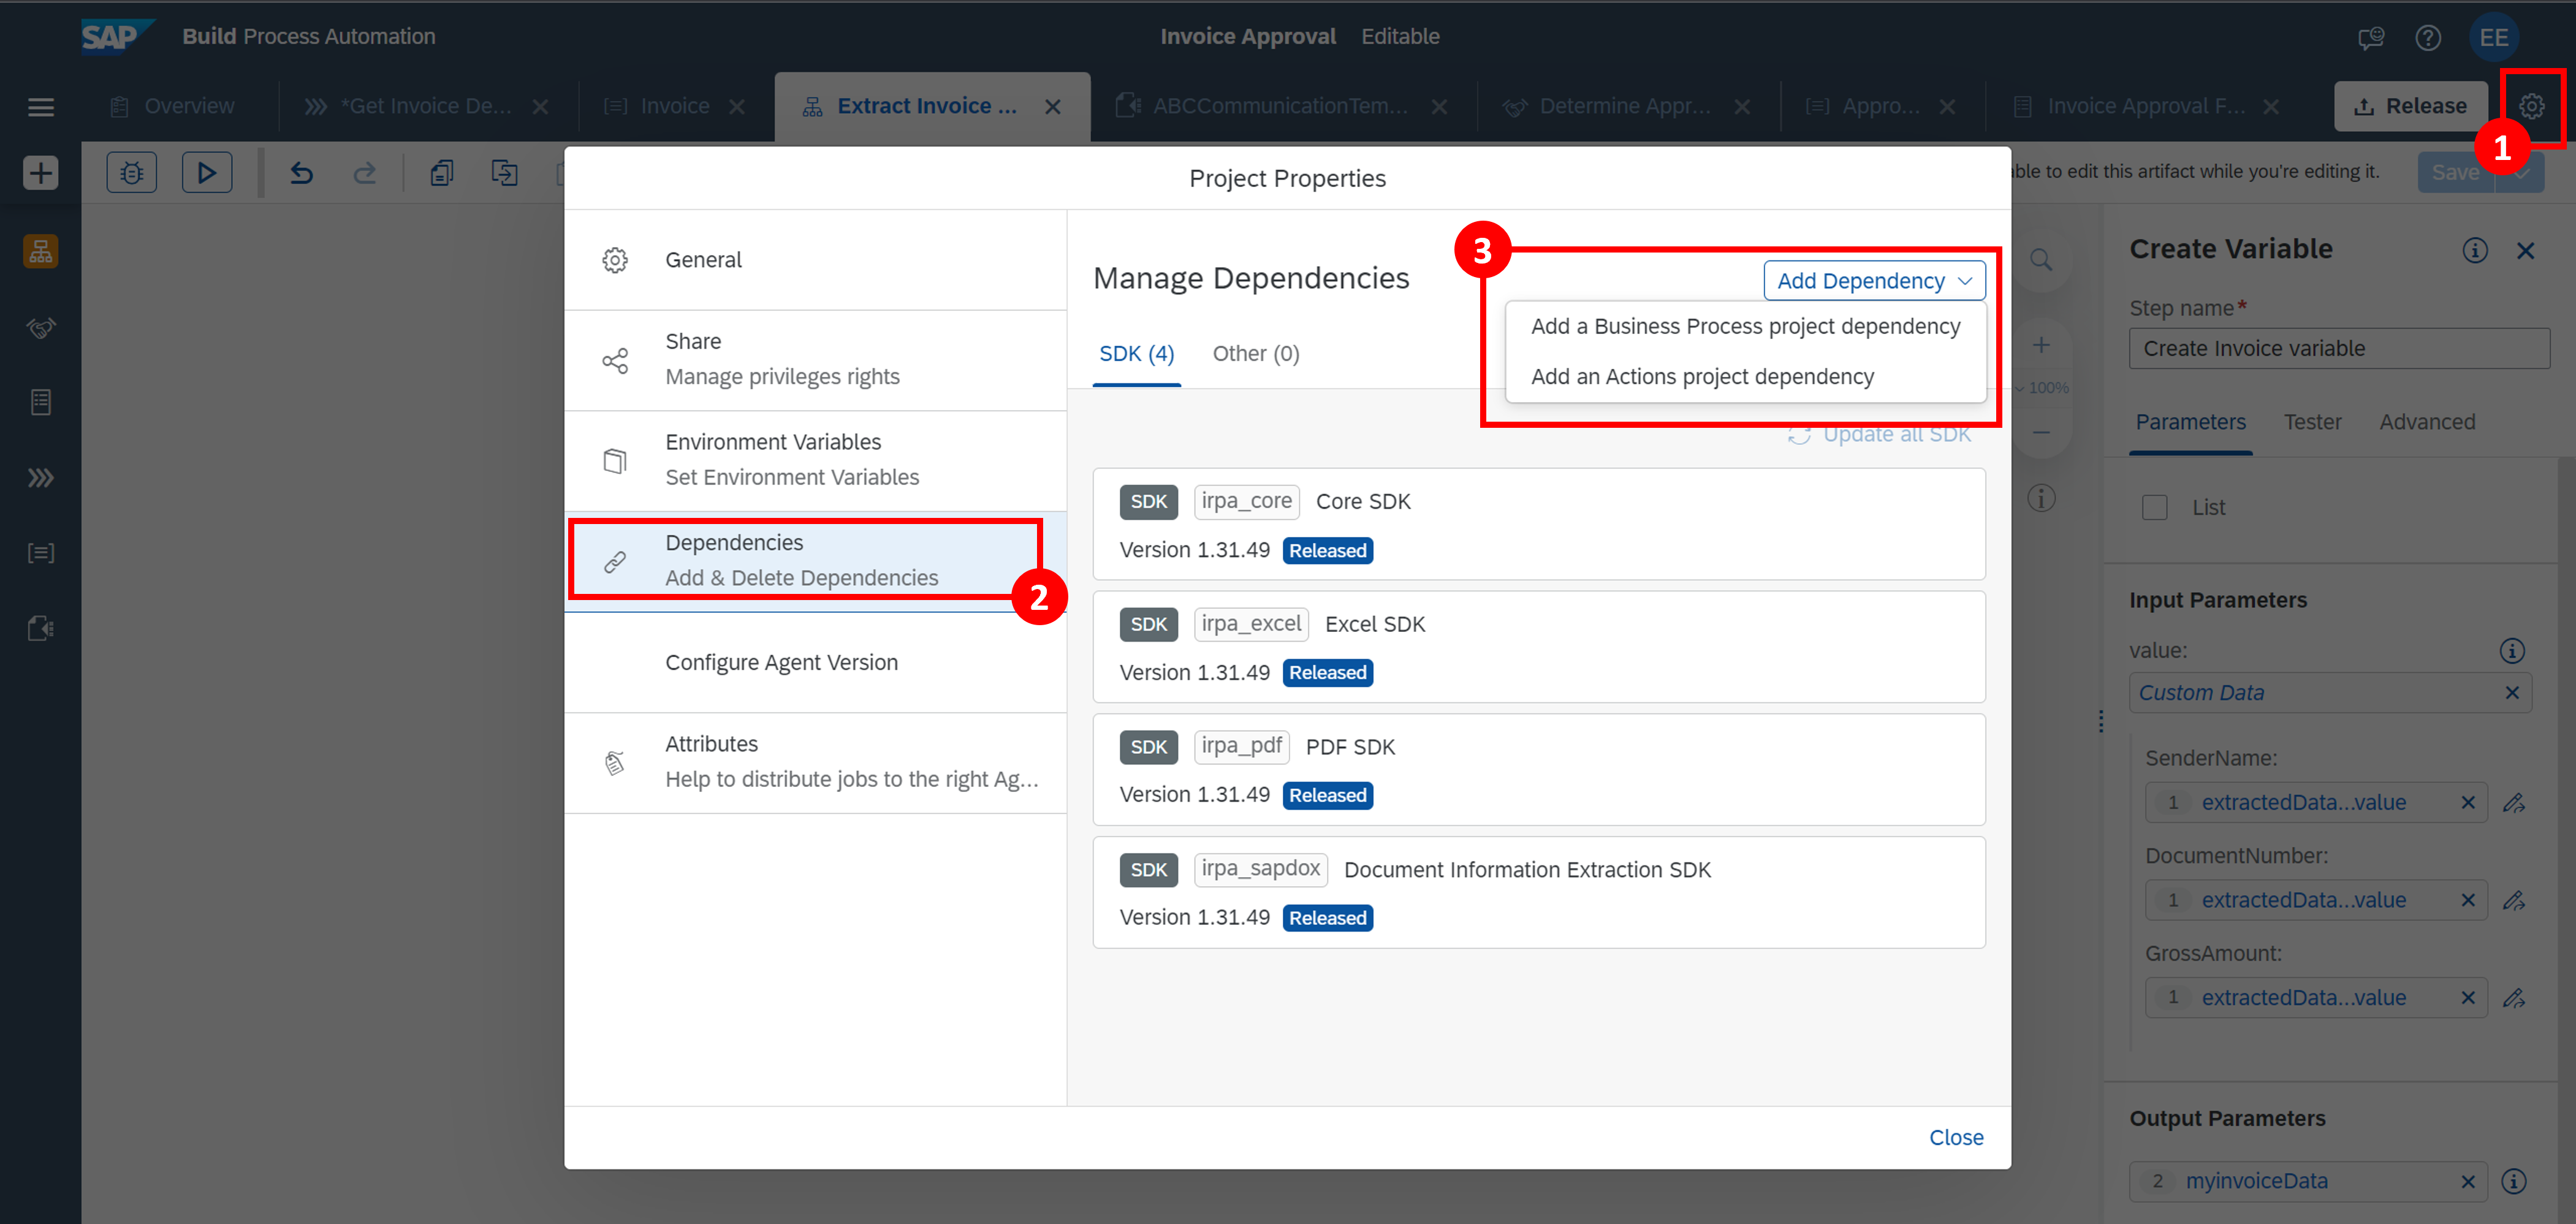 SAP Build Process Automation
Invoice Approval Editable
EE
Overview
*Get Invoice De...
Invoice
Extract Invoice ...
ABCCommunicationTem...
Determine Appr...
Appro...
Invoice Approval F...
Release
1
able to edit this artifact while you're editing it.
Save
Project Properties
General
Share
Manage privileges rights
Environment Variables
Set Environment Variables
Dependencies
Add & Delete Dependencies
2
Configure Agent Version
Attributes
Help to distribute jobs to the right Ag...
3
Manage Dependencies
Add Dependency
Add a Business Process project dependency
Add an Actions project dependency
SDK (4)
Other (0)
Update all SDK
SDK irpa_core Core SDK
Version 1.31.49 Released
SDK irpa_excel Excel SDK
Version 1.31.49 Released
SDK irpa_pdf PDF SDK
Version 1.31.49 Released
SDK irpa_sapdox Document Information Extraction SDK
Version 1.31.49 Released
Close
100%
Create Variable
Step name*
Create Invoice variable
Parameters Tester Advanced
List
Input Parameters
value:
Custom Data
SenderName:
1 extractedData...value
DocumentNumber:
1 extractedData...value
GrossAmount:
1 extractedData...value
Output Parameters
2 myinvoiceData